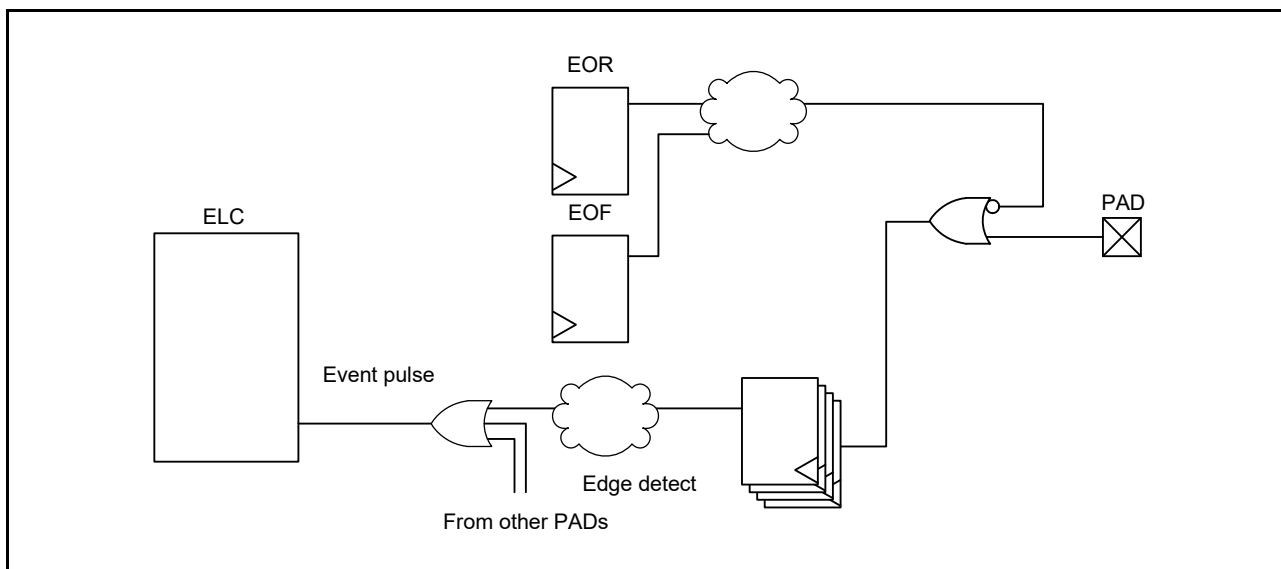 EOR
PAD
ELC
EOF
Event pulse
Edge detect
From other PADs